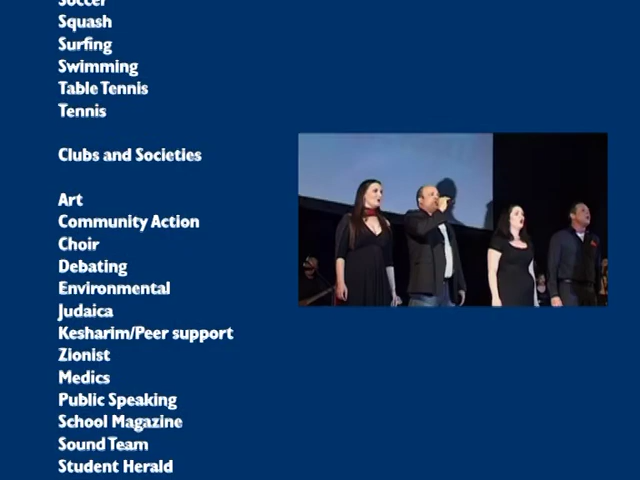 Soccer
Squash
Surfing
Swimming
Table Tennis
Tennis
Clubs and Societies
Art
Community Action
Choir
Debating
Environmental
Judaica
Kesharim/Peer support
Zionist
Medics
Public Speaking
School Magazine
Sound Team
Student Herald